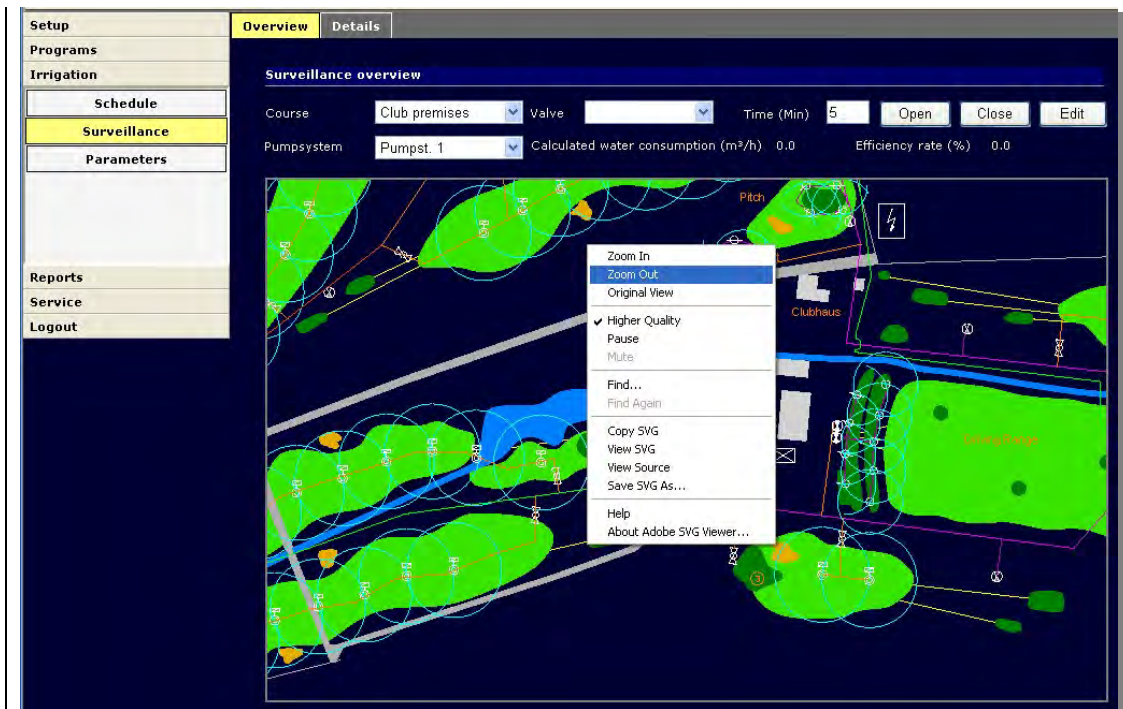 Setup
Programs
Irrigation
Schedule
Surveillance
Parameters
Reports
Service
Logout
Overview Details
Surveillance overview
Course Club premises Valve Time (Min) 5 Open Close Edit
Pumpsystem Pumpst. 1 Calculated water consumption (m³/h) 0.0 Efficiency rate (%) 0.0
Pitch
Clubhaus
Driving Range
3
Zoom In
Zoom Out
Original View
Higher Quality
Pause
Mute
Find...
Find Again
Copy SVG
View SVG
View Source
Save SVG As...
Help
About Adobe SVG Viewer...